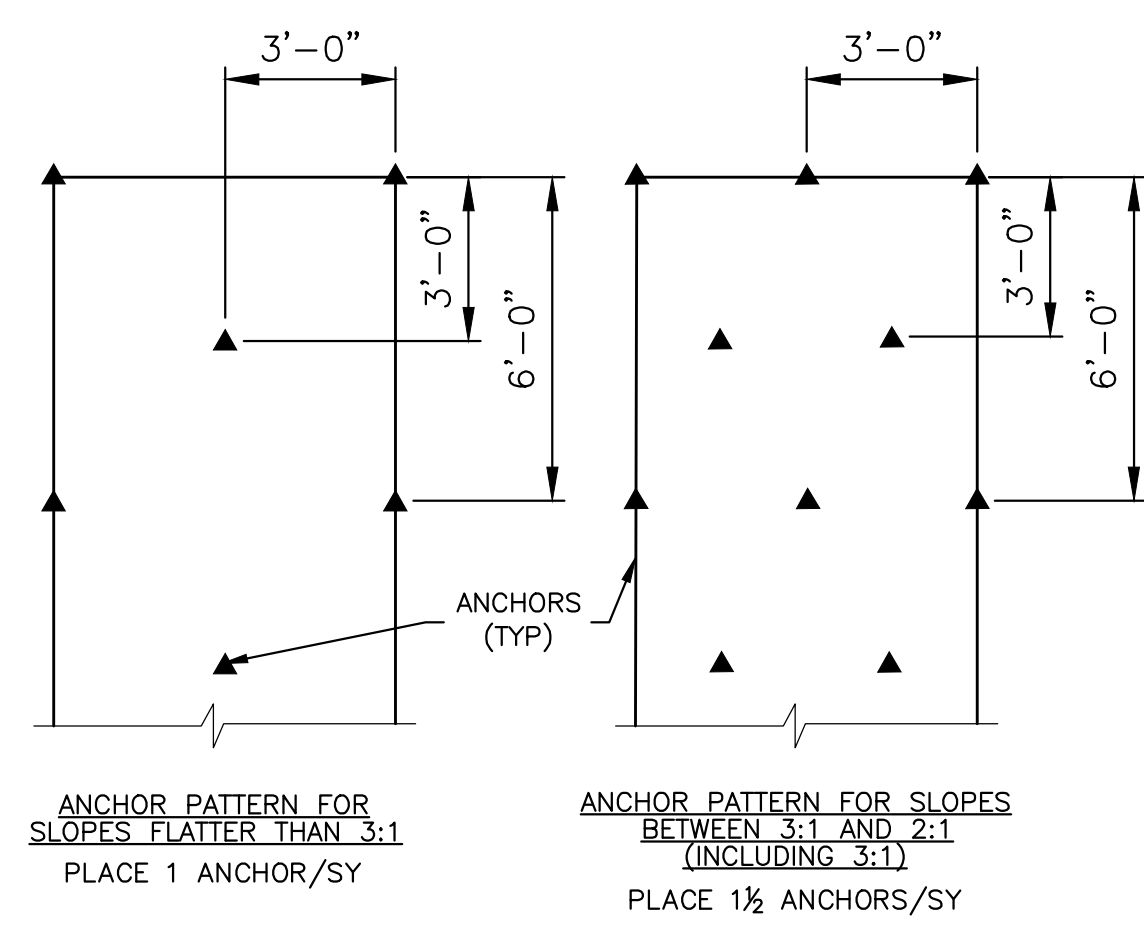 3'-0"
3'-0"
3'-0"
6'-0"
3'-0"
6'-0"
ANCHORS
(TYP)
ANCHOR PATTERN FOR
SLOPES FLATTER THAN 3:1
PLACE 1 ANCHOR/SY
ANCHOR PATTERN FOR SLOPES
BETWEEN 3:1 AND 2:1
(INCLUDING 3:1)
PLACE 1½ ANCHORS/SY